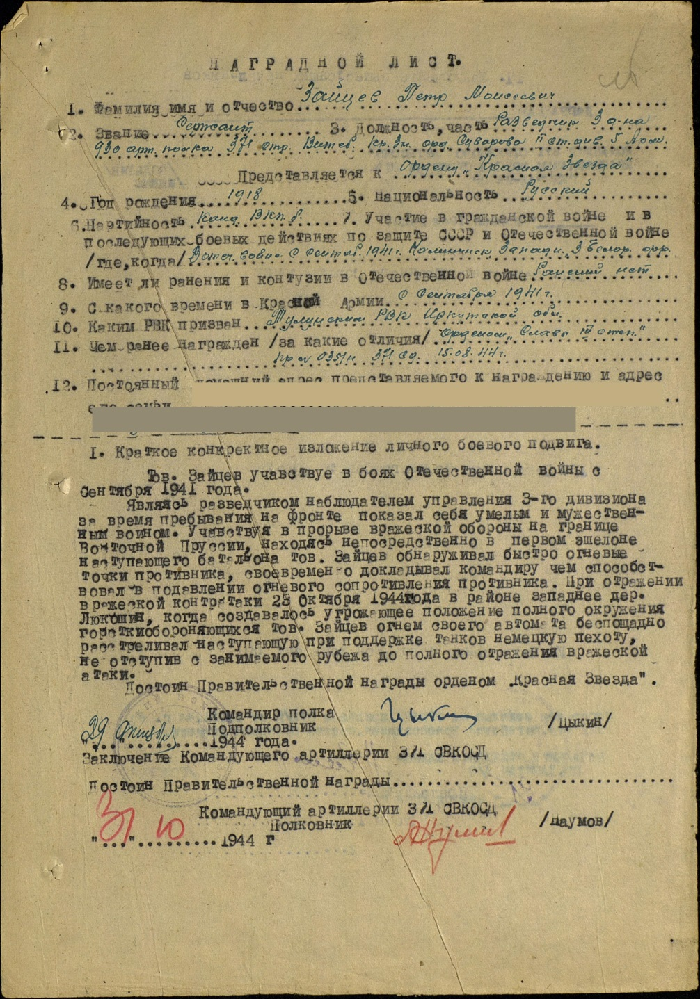 НАГРАДНОЙ ЛИСТ.
1. Фамилия имя и отчество Зайцев Петр Моисеевич
2. Звание Сержант 3. Должность, часть Разведчик 3 д-на
930 арт. полка 371 стр. Витеб. Кр. Зн. орд. Суворова II ст. див. 5 Арм.
Представляется к Ордену „Красная Звезда"
4. Год рождения 1918 5. Национальность Русский
6. Партийность Канд. ВКП б. 7. Участие в гражданской войне и в
последующих боевых действиях по защите СССР и Отечественной войне
/где, когда/ В отеч. войне с сентяб. 1941 г. Калининск. Западн. 3 Белор. фр.
8. Имеет ли ранения и контузии в Отечественной войне Ранений нет
9. С какого времени в Красной Армии с Сентября 1941 г.
10. Каким РВК призван Тулунским РВК Иркутской обл.
11. Чем ранее награжден /за какие отличия/ Орденом „Слава III степ."
пр № 035/н 371 СД. 15.08.44 г.
12. Постоянный домашний адрес представляемого к награждению и адрес
его семьи
1. Краткое конкректное изложение личного боевого подвига.
Тов. Зайцев учавствуе в боях Отечественной войны с
Сентября 1941 года.
Являясь разведчиком наблюдателем управления 3-го дивизиона
за время пребывания на фронте показал себя умелым и мужествен-
ным воином. Учавствуя в прорыве вражеской обороны на границе
Восточной Пруссии, находясь непосредственно в первом эшелоне
наступающего батальона тов. Зайцев обнаруживал быстро огневые
точки противника, своевременно докладывал командиру чем способст-
вовал в подавлении огневого сопротивления противника. При отражении
вражеской контратаки 23 Октября 1944года в районе западнее дер.
Люкошин, когда создавалось угрожающее положение полного окружения
горсткиобороняющихся тов. Зайцев огнем своего автомата беспощадно
расстреливал наступающую при поддержке танков немецкую пехоту,
не отступив с занимаемого рубежа до полного отражения вражеской
атаки.
Достоин Правительственной награды орденом „Красная Звезда".
Командир полка
Подполковник /Цыкин/
"29" октября 1944 года.
Заключение Командующего артиллерии 371 СВКОСД
Достоин Правительственной награды
Командующий артиллерии 371 СВКОСД
Полковник /Наумов/
"31" 10 1944 г